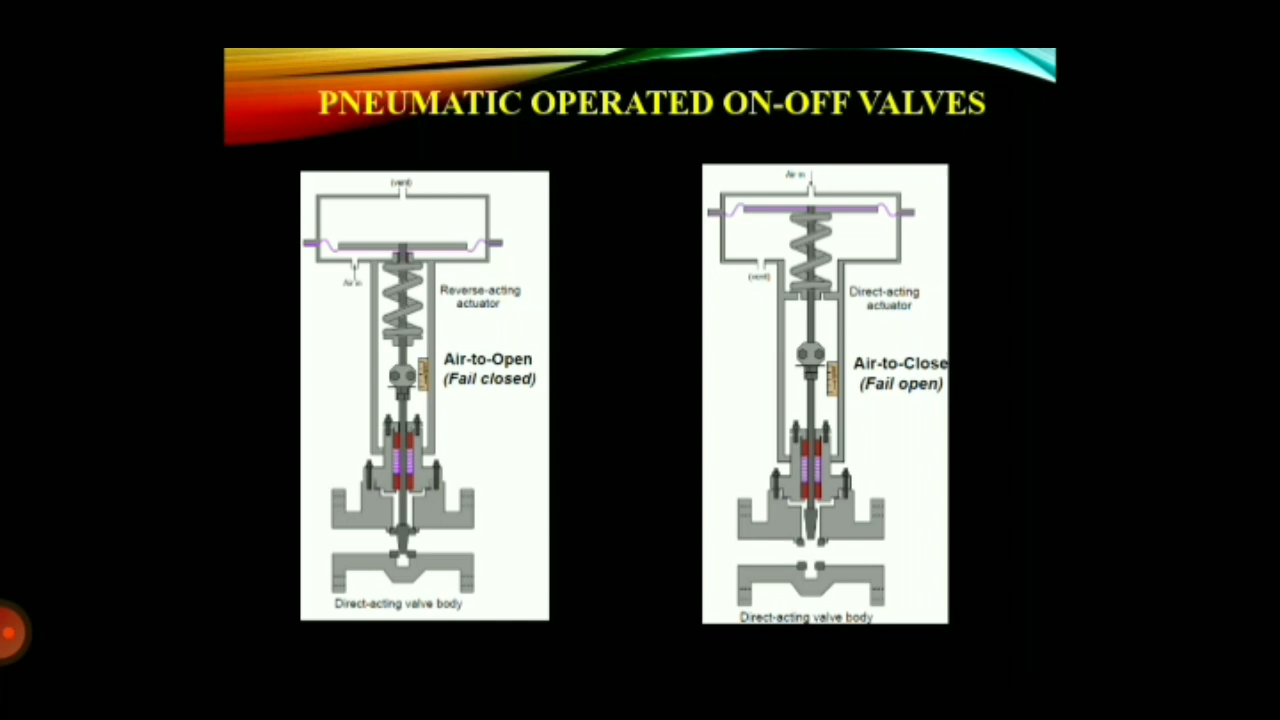 PNEUMATIC OPERATED ON-OFF VALVES
(vent)
Air in
Reverse-acting
actuator
Air-to-Open
(Fail closed)
Direct-acting valve body
Air in
(vent)
Direct-acting
actuator
Air-to-Close
(Fail open)
Direct-acting valve body